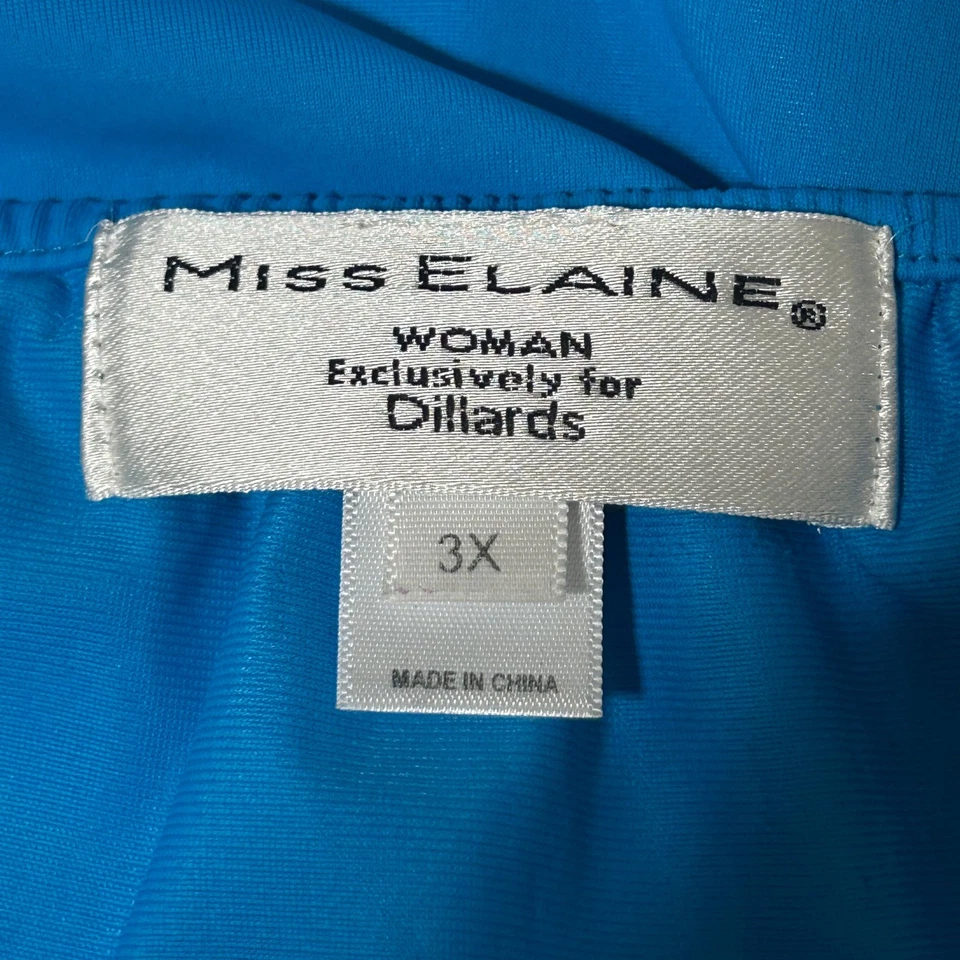 MISS ELAINE®
WOMAN
Exclusively for
Dillards
3X
MADE IN CHINA